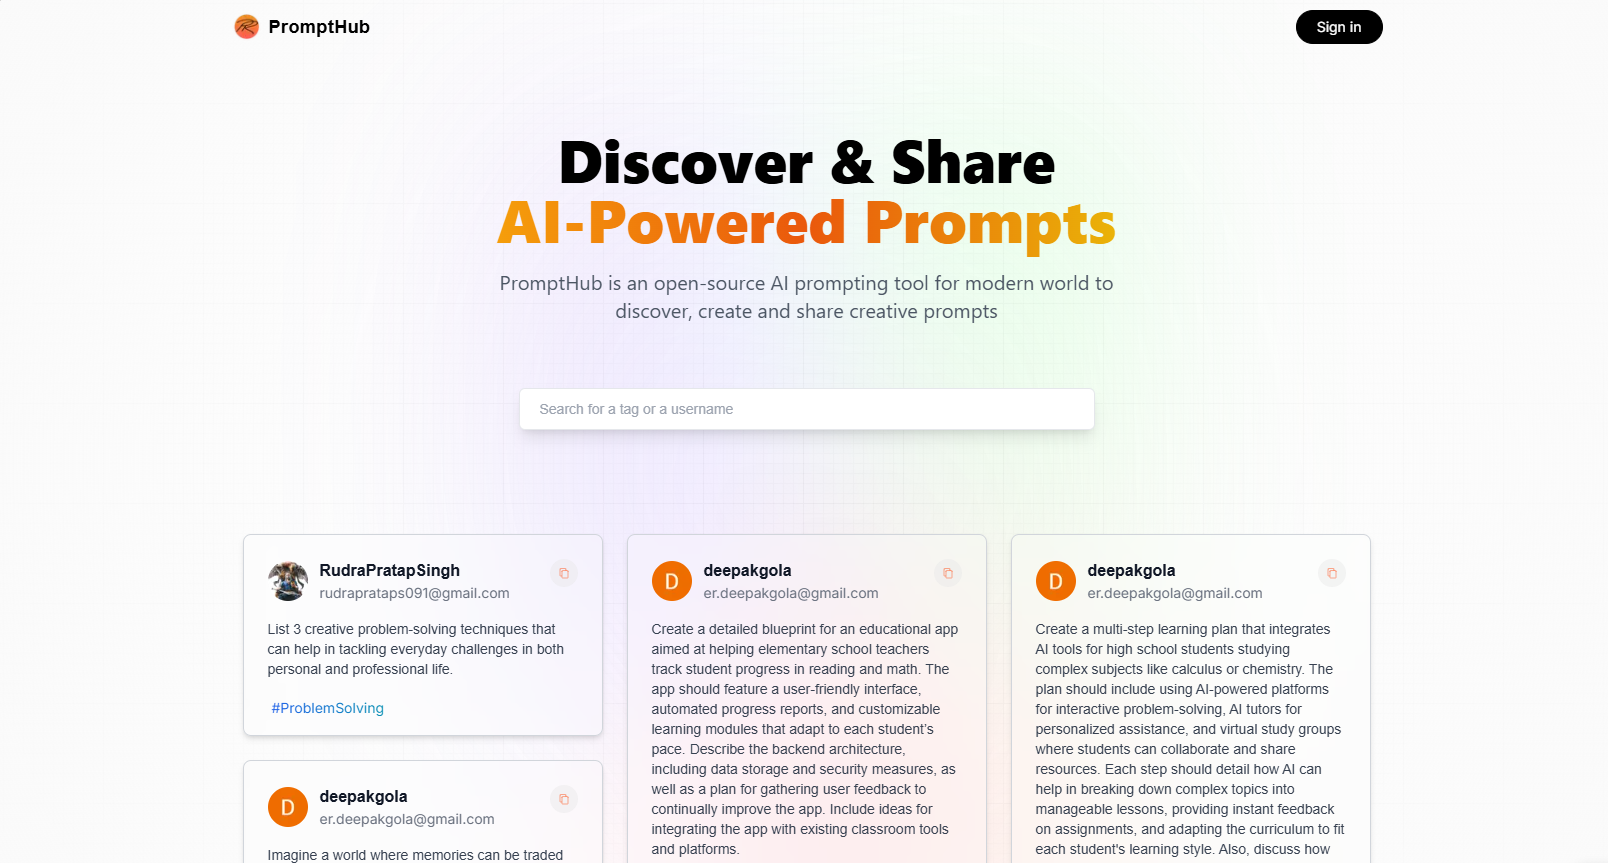 PromptHub
Sign in
Discover & Share
AI-Powered Prompts
PromptHub is an open-source AI prompting tool for modern world to
discover, create and share creative prompts
Search for a tag or a username
RudraPratapSingh
rudraprataps091@gmail.com
List 3 creative problem-solving techniques that
can help in tackling everyday challenges in both
personal and professional life.
#ProblemSolving
D
deepakgola
er.deepakgola@gmail.com
Imagine a world where memories can be traded
D
deepakgola
er.deepakgola@gmail.com
Create a detailed blueprint for an educational app
aimed at helping elementary school teachers
track student progress in reading and math. The
app should feature a user-friendly interface,
automated progress reports, and customizable
learning modules that adapt to each student’s
pace. Describe the backend architecture,
including data storage and security measures, as
well as a plan for gathering user feedback to
continually improve the app. Include ideas for
integrating the app with existing classroom tools
and platforms.
D
deepakgola
er.deepakgola@gmail.com
Create a multi-step learning plan that integrates
AI tools for high school students studying
complex subjects like calculus or chemistry. The
plan should include using AI-powered platforms
for interactive problem-solving, AI tutors for
personalized assistance, and virtual study groups
where students can collaborate and share
resources. Each step should detail how AI can
help in breaking down complex topics into
manageable lessons, providing instant feedback
on assignments, and adapting the curriculum to fit
each student's learning style. Also, discuss how